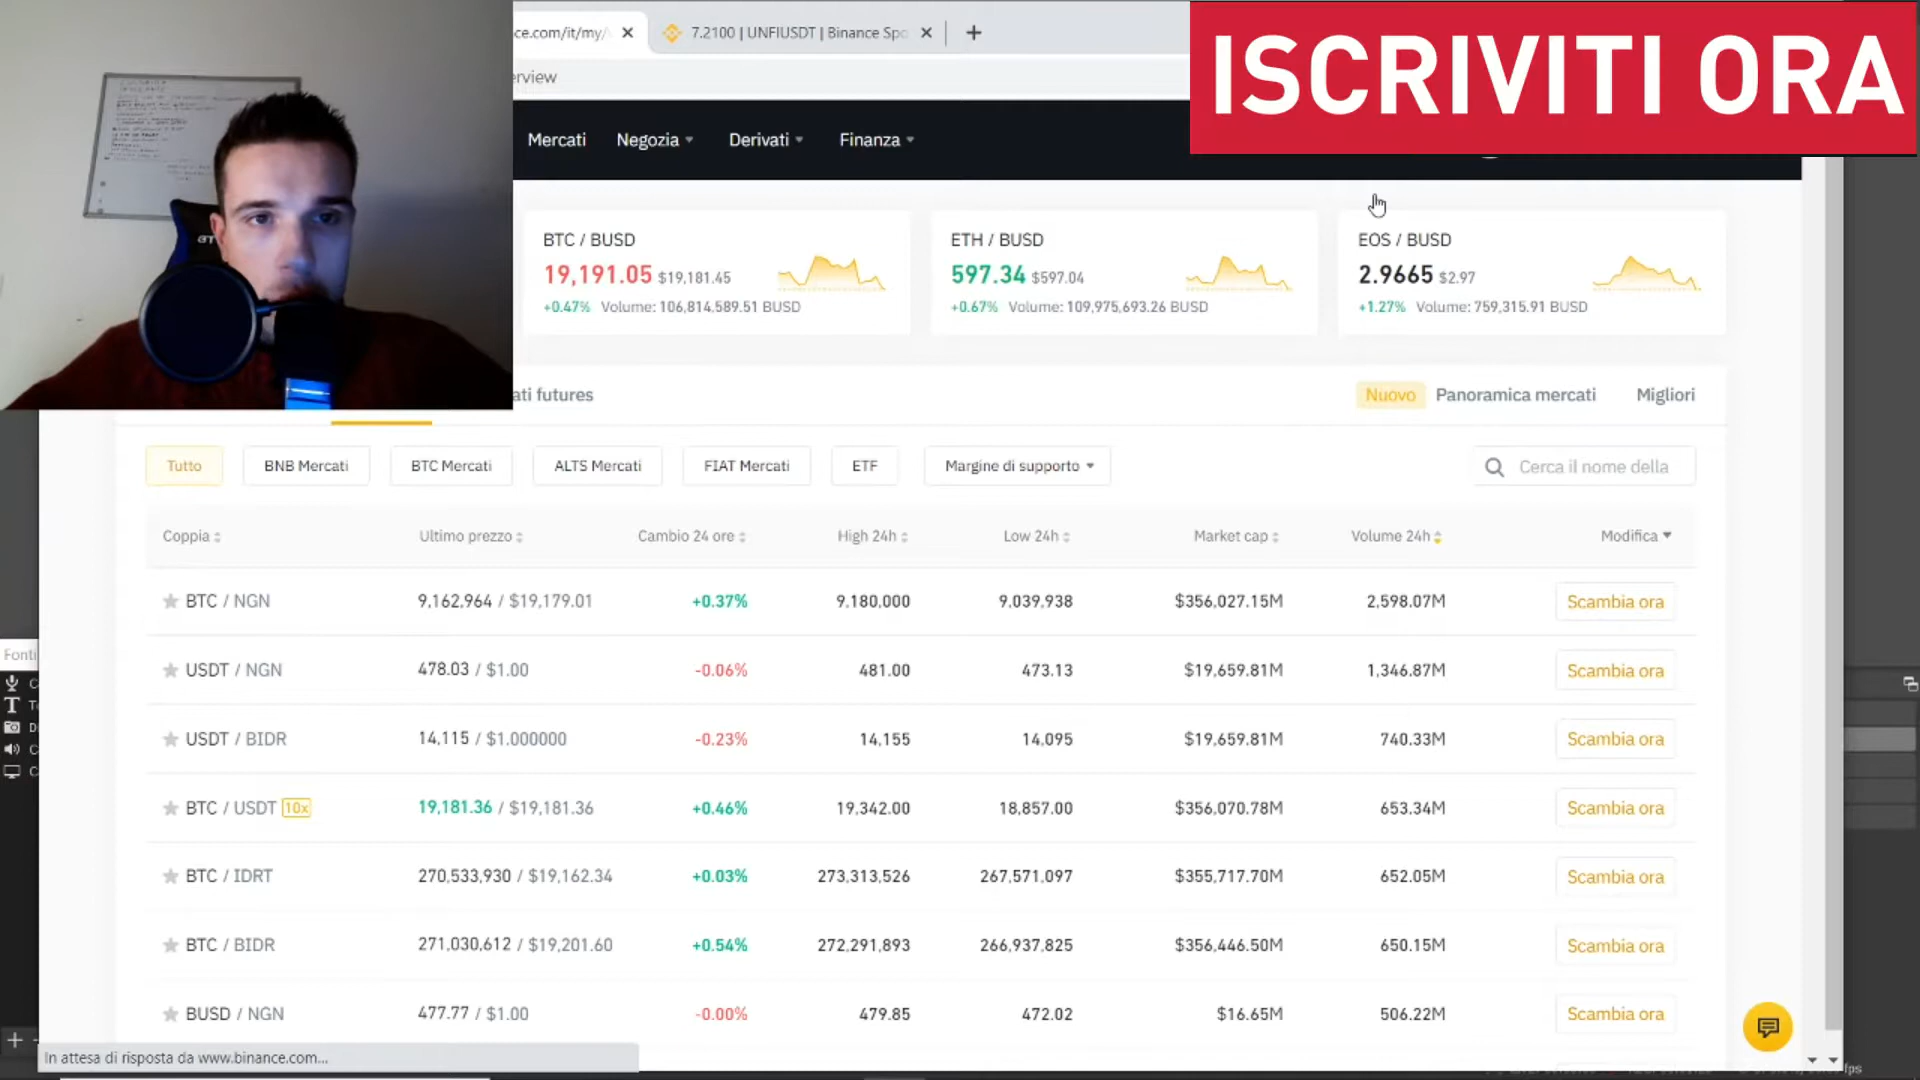 ce.com/it/my/
7.2100 | UNFIUSDT | Binance Spo
ISCRIVITI ORA
erview
Mercati
Negozia
Derivati
Finanza
BTC / BUSD
19,191.05 $19,181.45
+0.47% Volume: 106,814,589.51 BUSD
ETH / BUSD
597.34 $597.04
+0.67% Volume: 109,975,693.26 BUSD
EOS / BUSD
2.9665 $2.97
+1.27% Volume: 759,315.91 BUSD
ati futures
Nuovo Panoramica mercati Migliori
Tutto BNB Mercati BTC Mercati ALTS Mercati FIAT Mercati ETF Margine di supporto Cerca il nome della
Coppia Ultimo prezzo Cambio 24 ore High 24h Low 24h Market cap Volume 24h Modifica
BTC / NGN 9,162,964 / $19,179.01 +0.37% 9,180,000 9,039,938 $356,027.15M 2,598.07M Scambia ora
USDT / NGN 478.03 / $1.00 -0.06% 481.00 473.13 $19,659.81M 1,346.87M Scambia ora
USDT / BIDR 14,115 / $1.000000 -0.23% 14,155 14,095 $19,659.81M 740.33M Scambia ora
BTC / USDT 10x 19,181.36 / $19,181.36 +0.46% 19,342.00 18,857.00 $356,070.78M 653.34M Scambia ora
BTC / IDRT 270,533,930 / $19,162.34 +0.03% 273,313,526 267,571,097 $355,717.70M 652.05M Scambia ora
BTC / BIDR 271,030,612 / $19,201.60 +0.54% 272,291,893 266,937,825 $356,446.50M 650.15M Scambia ora
BUSD / NGN 477.77 / $1.00 -0.00% 479.85 472.02 $16.65M 506.22M Scambia ora
Fonti
In attesa di risposta da www.binance.com...
fps